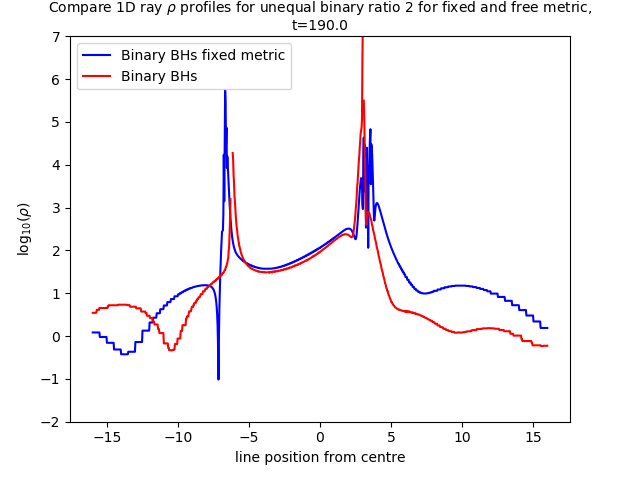 Compare 1D ray ρ profiles for unequal binary ratio 2 for fixed and free metric,
t=190.0
Binary BHs fixed metric
Binary BHs
log₁₀(ρ)
7
6
5
4
3
2
1
0
−1
−2
−15 −10 −5 0 5 10 15
line position from centre